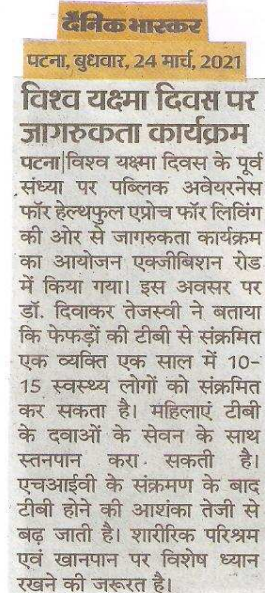 दैनिक भास्कर
पटना, बुधवार, 24 मार्च, 2021
विश्व यक्ष्मा दिवस पर
जागरुकता कार्यक्रम
पटना|विश्व यक्ष्मा दिवस के पूर्व
संध्या पर पब्लिक अवेयरनेस
फॉर हेल्थफुल एप्रोच फॉर लिविंग
की ओर से जागरुकता कार्यक्रम
का आयोजन एक्जीबिशन रोड
में किया गया। इस अवसर पर
डॉ. दिवाकर तेजस्वी ने बताया
कि फेफड़ों की टीबी से संक्रमित
एक व्यक्ति एक साल में 10-
15 स्वस्थ्य लोगों को संक्रमित
कर सकता है। महिलाएं टीबी
के दवाओं के सेवन के साथ
स्तनपान करा सकती है।
एचआईवी के संक्रमण के बाद
टीबी होने की आशंका तेजी से
बढ़ जाती है। शारीरिक परिश्रम
एवं खानपान पर विशेष ध्यान
रखने की जरूरत है।